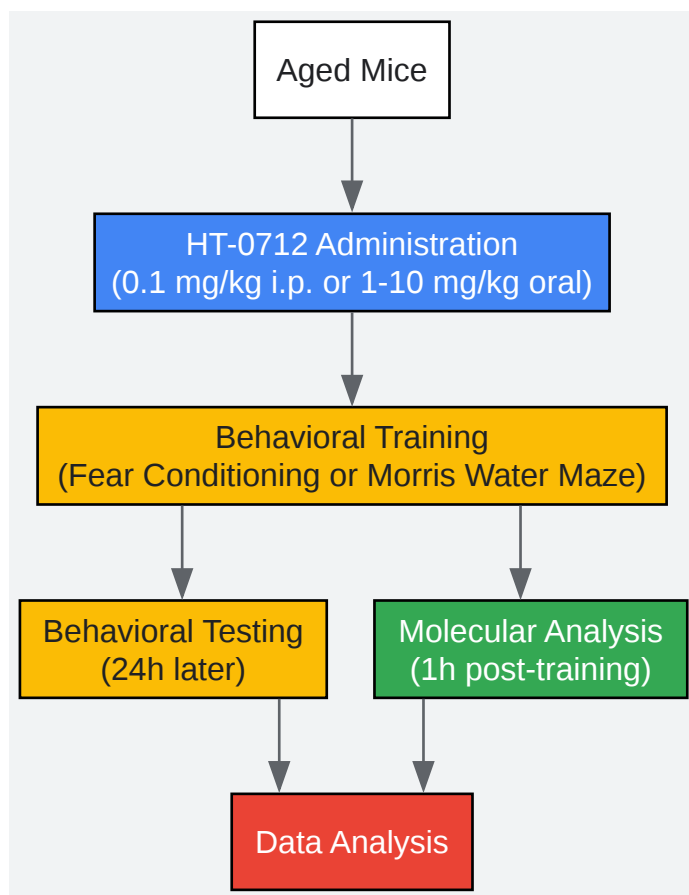 Aged Mice
HT-0712 Administration
(0.1 mg/kg i.p. or 1-10 mg/kg oral)
Behavioral Training
(Fear Conditioning or Morris Water Maze)
Behavioral Testing
(24h later)
Molecular Analysis
(1h post-training)
Data Analysis